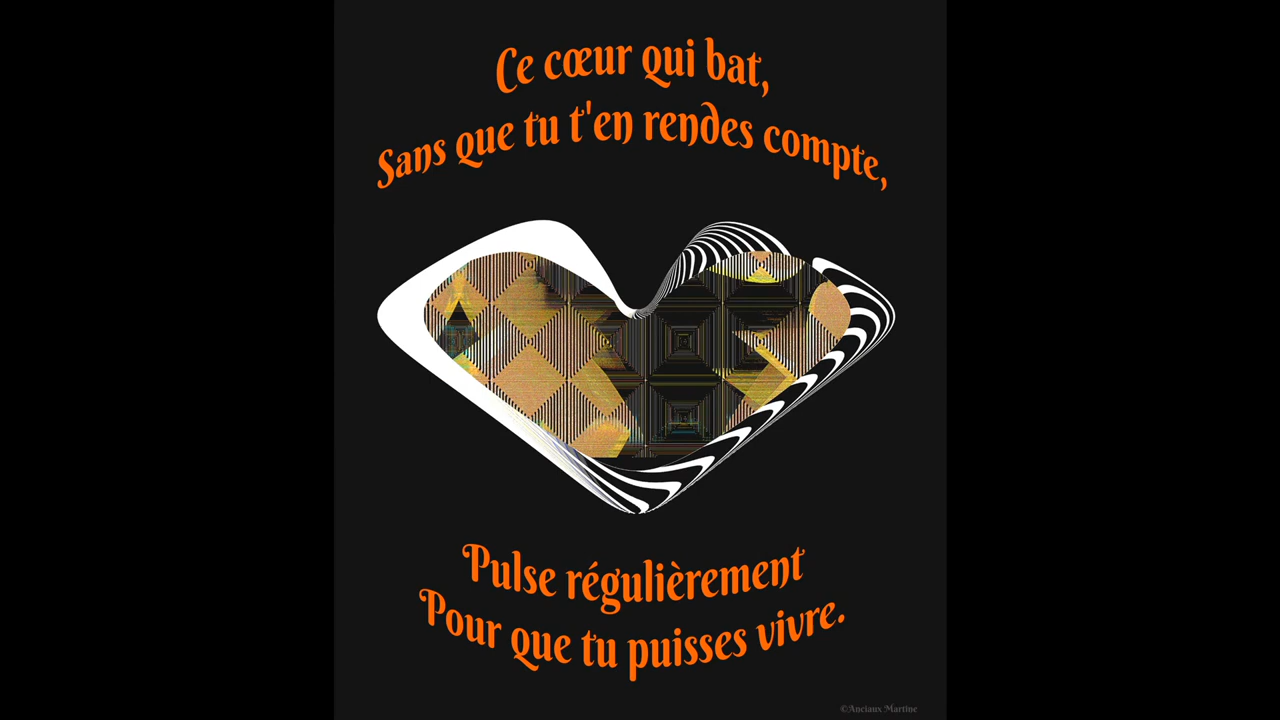 Ce cœur qui bat,
Sans que tu t'en rendes compte,
Pulse régulièrement
Pour que tu puisses vivre.
©Anciaux Martine